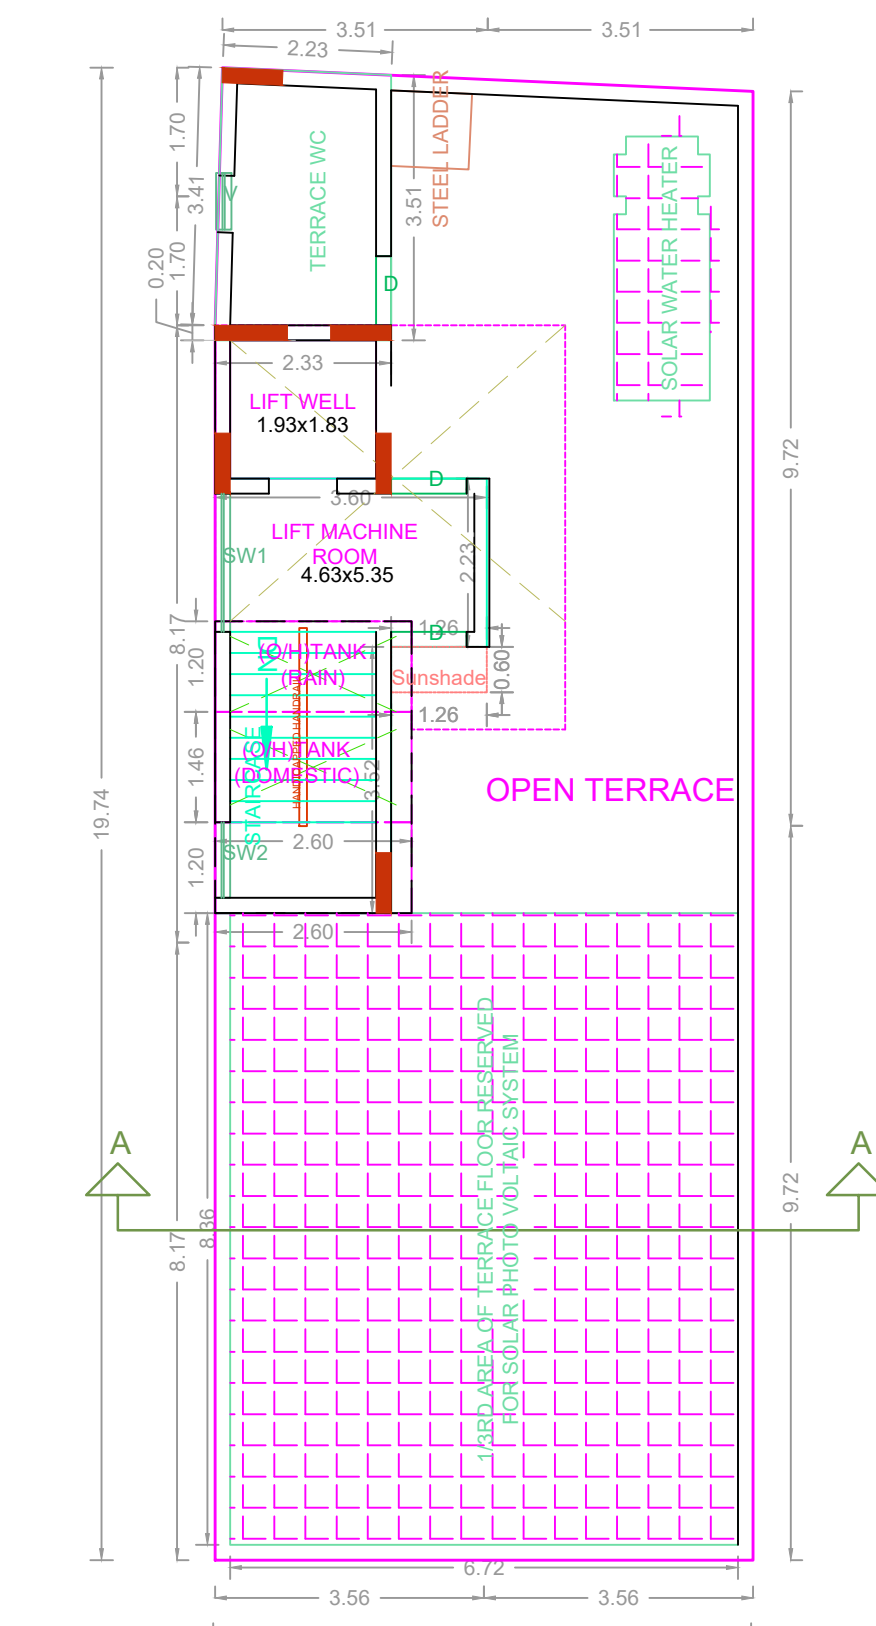 3.51
3.51
2.23
1.70
3.41
1.70
0.20
V
TERRACE WC
STEEL LADDER
3.51
D
SOLAR WATER HEATER
2.33
LIFT WELL
1.93x1.83
9.72
D
3.60
LIFT MACHINE
ROOM
4.63x5.35
SW1
2.23
1.26
D
8.17
1.20
(O/H)TANK
(RAIN)
Sunshade
0.60
1.26
HANDICAPPED HANDRAIL
1.46
(O/H)TANK
(DOMESTIC)
STAIRCASE
3.52
OPEN TERRACE
19.74
2.60
SW2
1.20
2.60
1/3RD AREA OF TERRACE FLOOR RESERVED
FOR SOLAR PHOTO VOLTAIC SYSTEM
A
A
8.36
8.17
9.72
6.72
3.56
3.56